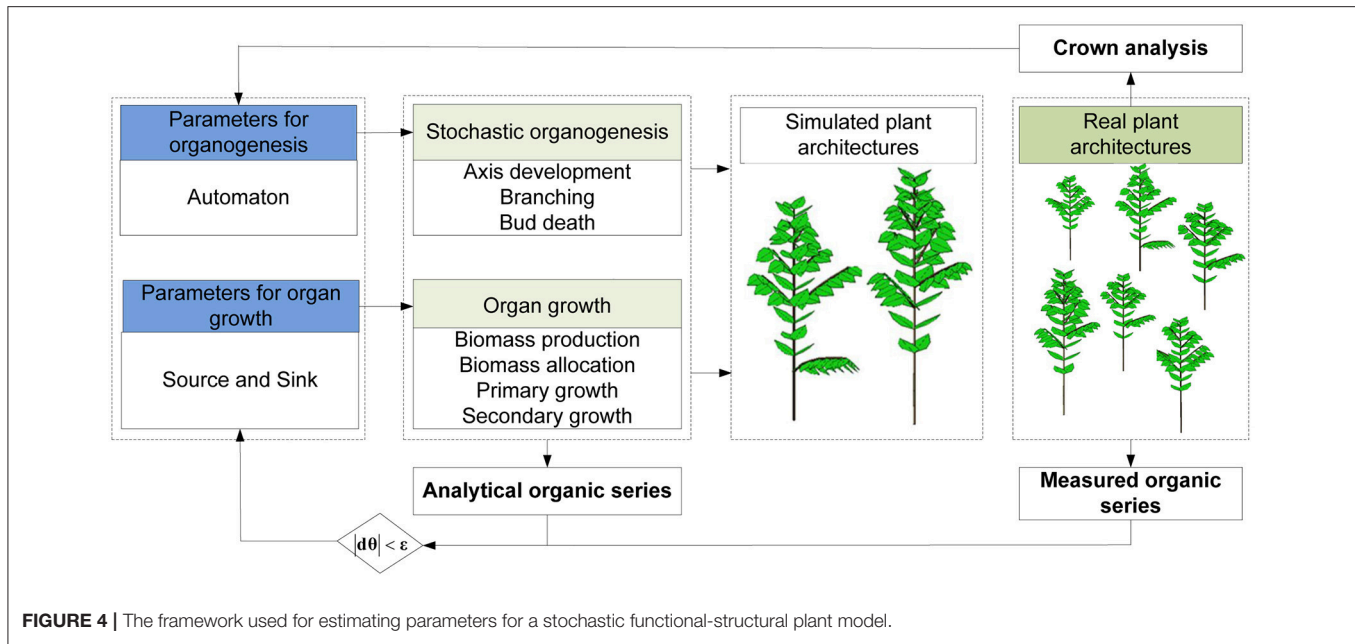 Crown analysis
Parameters for
organogenesis
Automaton
Stochastic organogenesis
Axis development
Branching
Bud death
Simulated plant
architectures
Real plant
architectures
Parameters for organ
growth
Source and Sink
Organ growth
Biomass production
Biomass allocation
Primary growth
Secondary growth
Analytical organic series
Measured organic
series
|dθ| < ε
FIGURE 4 | The framework used for estimating parameters for a stochastic functional-structural plant model.